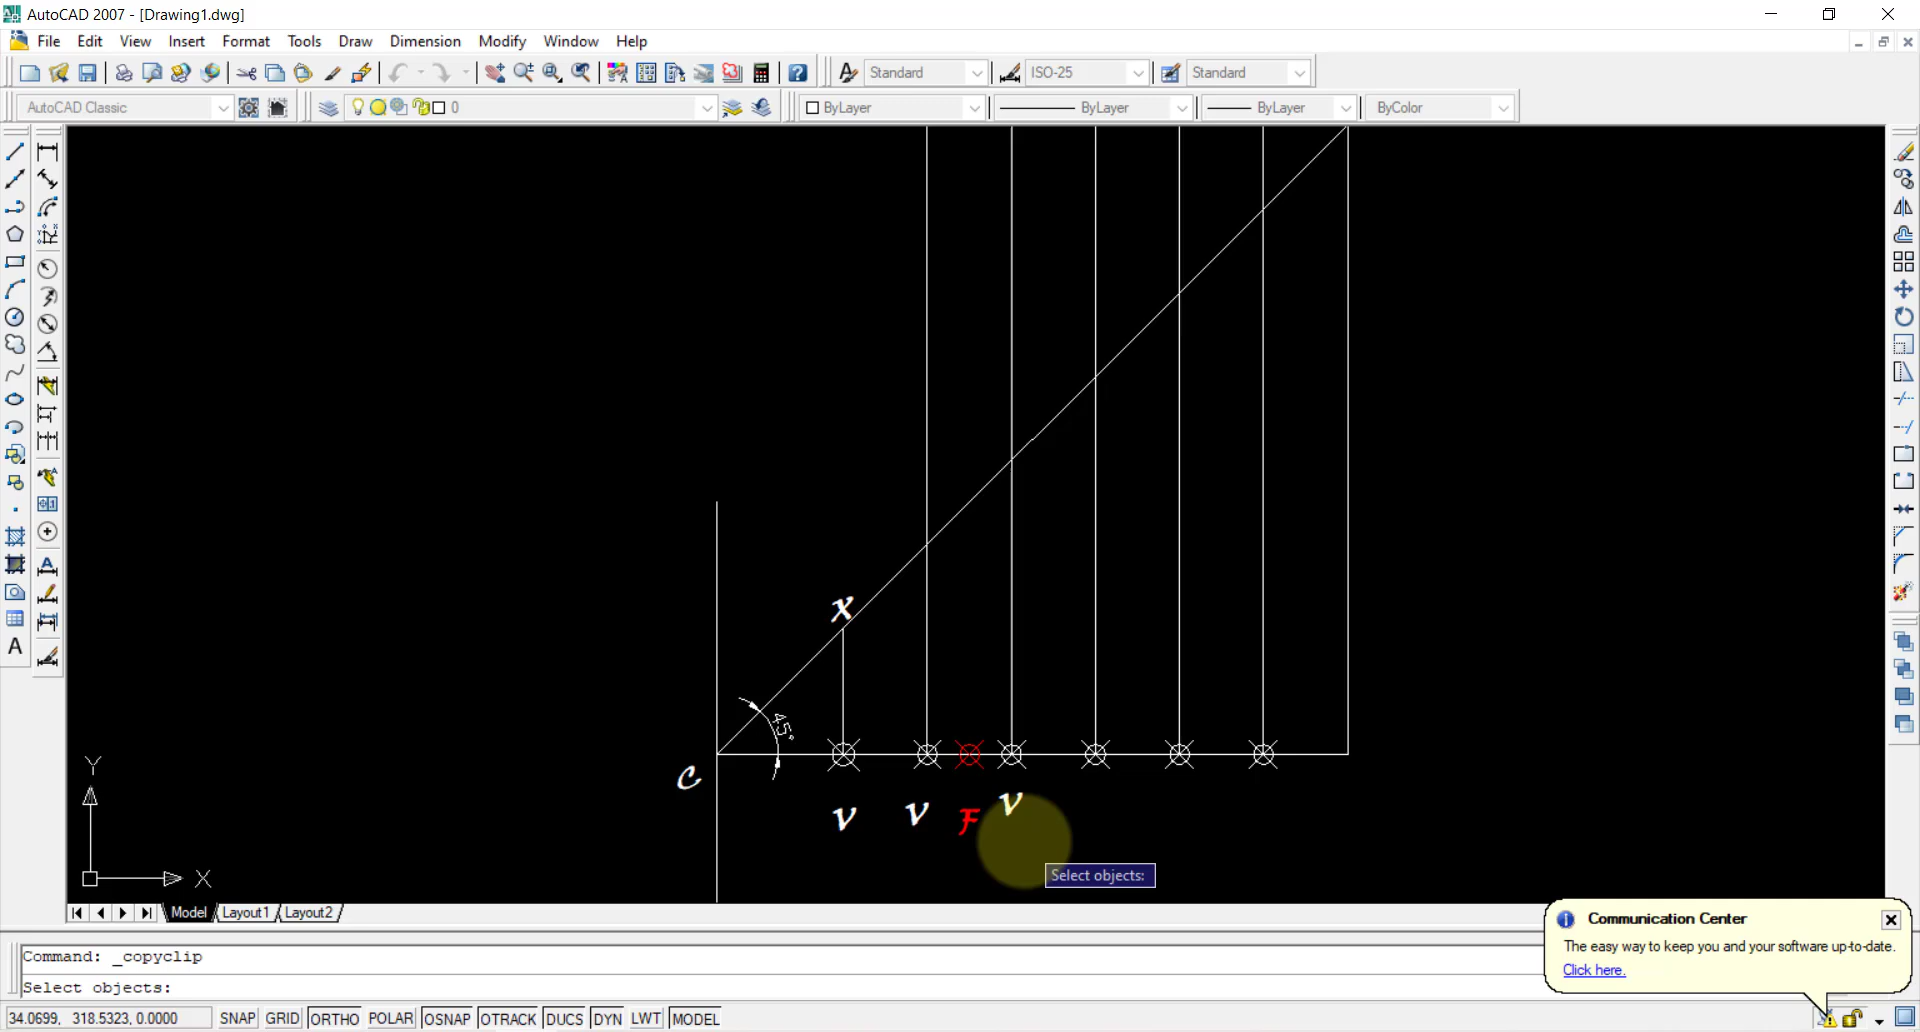 AutoCAD 2007 - [Drawing1.dwg]
File Edit View Insert Format Tools Draw Dimension Modify Window Help
Standard ISO-25 Standard
AutoCAD Classic 0 ByLayer ByLayer ByLayer ByColor
X
45°
C
V V F V
Select objects:
Y
X
Model Layout1 Layout2
Command: _copyclip
Select objects:
Communication Center
The easy way to keep you and your software up-to-date.
Click here.
34.0699, 318.5323, 0.0000 SNAP GRID ORTHO POLAR OSNAP OTRACK DUCS DYN LWT MODEL